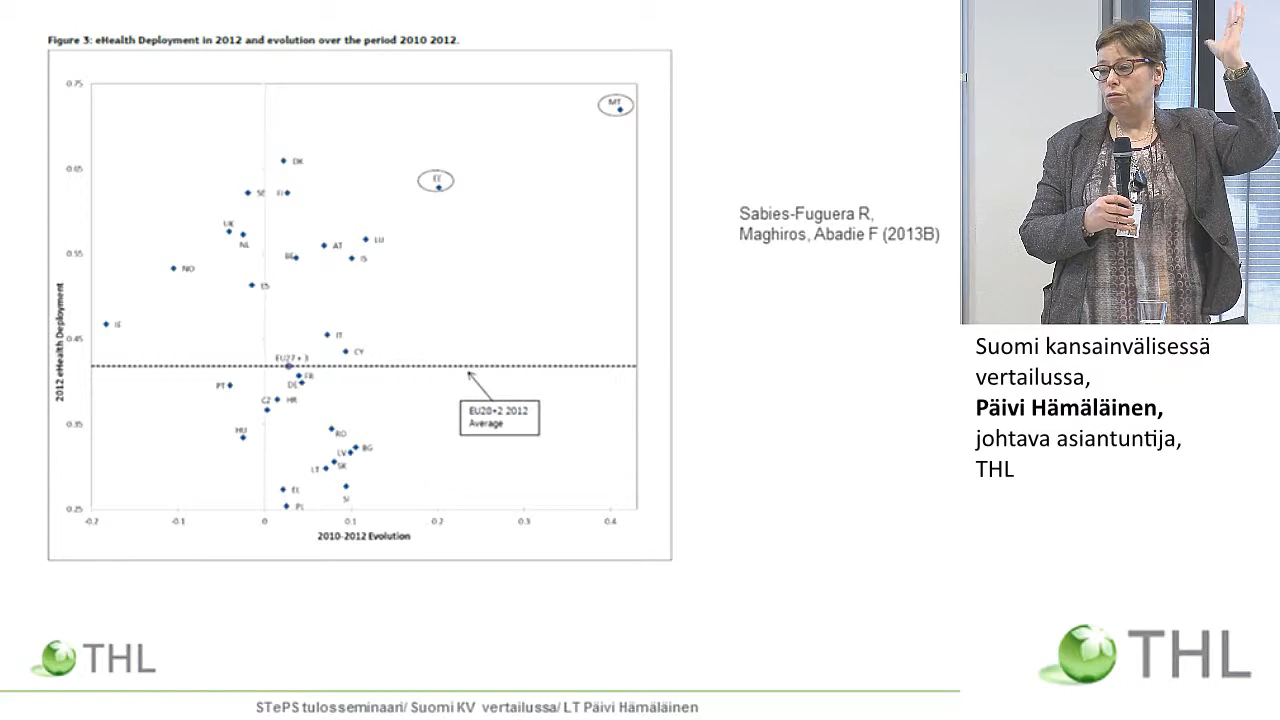 Figure 3: eHealth Deployment in 2012 and evolution over the period 2010 2012.
0.75
MT
0.65
DK
EE
SE
FI
UK
NL
AT
LU
0.55
BE
IS
NO
ES
IE
IT
0.45
CY
EU27 + 3
FR
PT
DE
CZ
HR
EU28+2 2012
Average
0.35
HU
RO
LV
BG
LT
SK
EL
SI
0.25
PL
2012 eHealth Deployment
-0.2
-0.1
0
0.1
0.2
0.3
0.4
2010-2012 Evolution
Sabies-Fuguera R,
Maghiros, Abadie F (2013B)
Suomi kansainvälisessä
vertailussa,
Päivi Hämäläinen,
johtava asiantuntija,
THL
THL
THL
STePS tulosseminaari/ Suomi KV vertailussa/ LT Päivi Hämäläinen